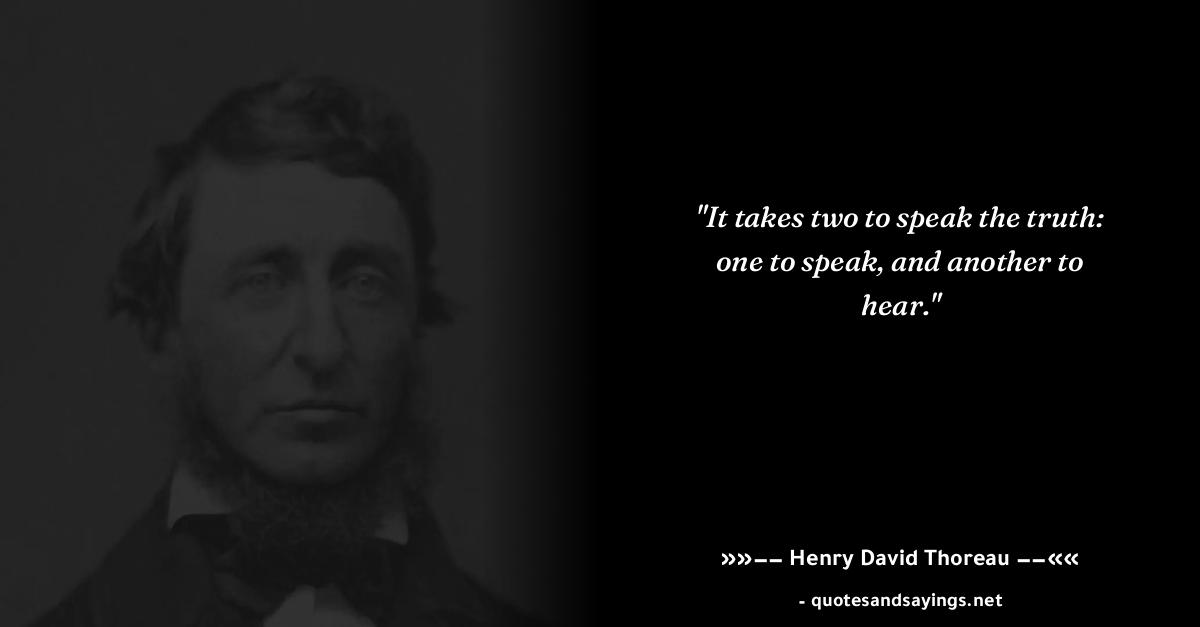 "It takes two to speak the truth:
one to speak, and another to
hear."
»»–– Henry David Thoreau ––««
- quotesandsayings.net